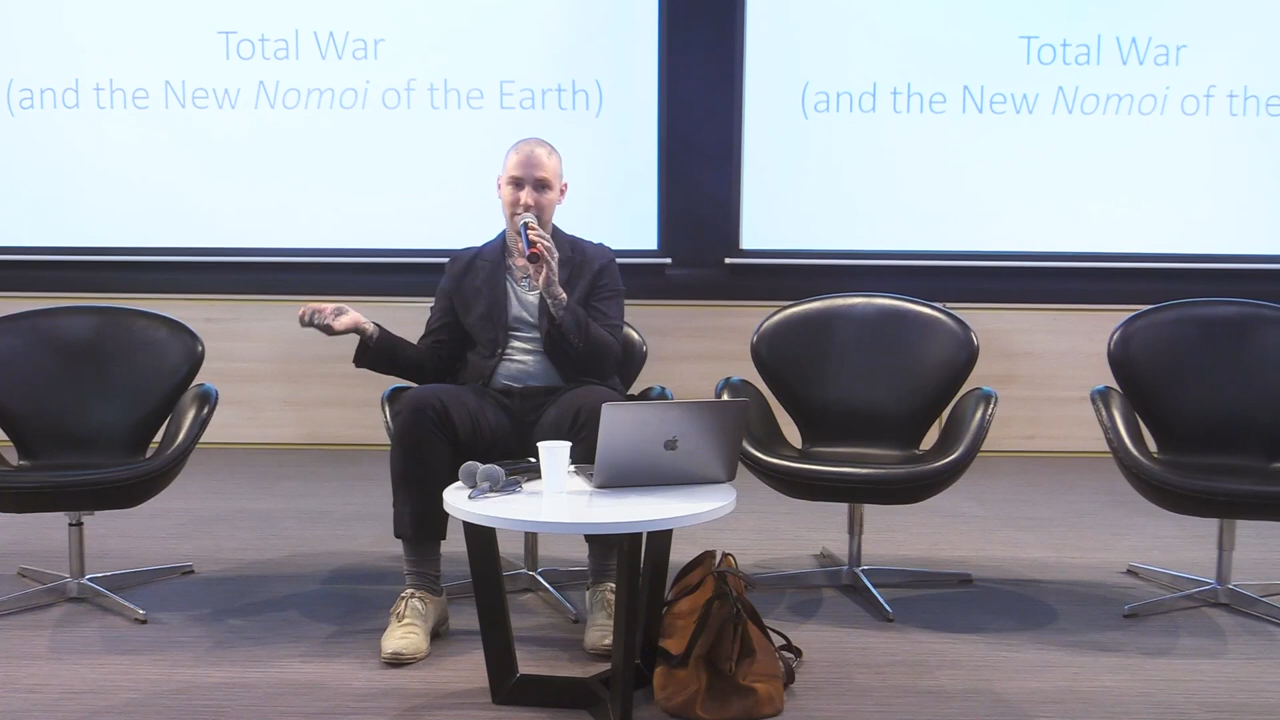 Total War
(and the New Nomoi of the Earth)
Total War
(and the New Nomoi of the